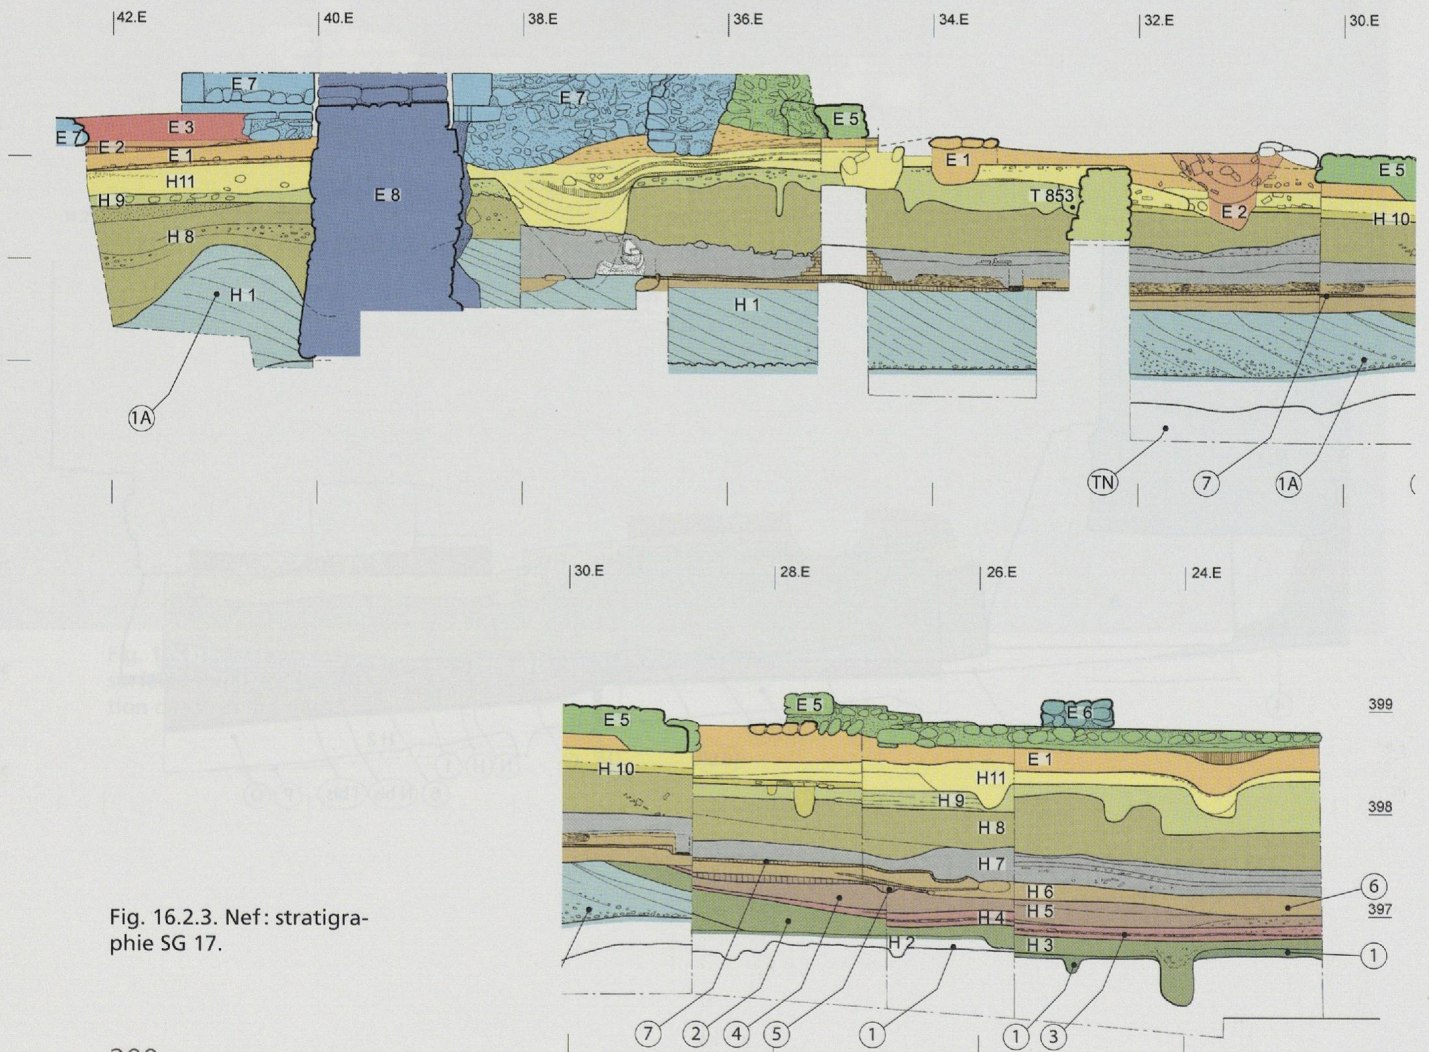 42.E 40.E 38.E 36.E 34.E 32.E 30.E
E 7 E 7 E 5
E 3
E 7 E 2 E 1 E 1 E 5
H11 E 8 T 853
H 9 E 2 H 10
H 8
H 1 H 1
1A
TN 7 1A
30.E 28.E 26.E 24.E
E 5 E 5 E 6 399
E 1
H 10 H11
H 9 398
H 8
H 7
H 6 6
H 5 397
H 4
H 2 H 3
1
7 2 4 5 1 1 3
Fig. 16.2.3. Nef : stratigra-
phie SG 17.